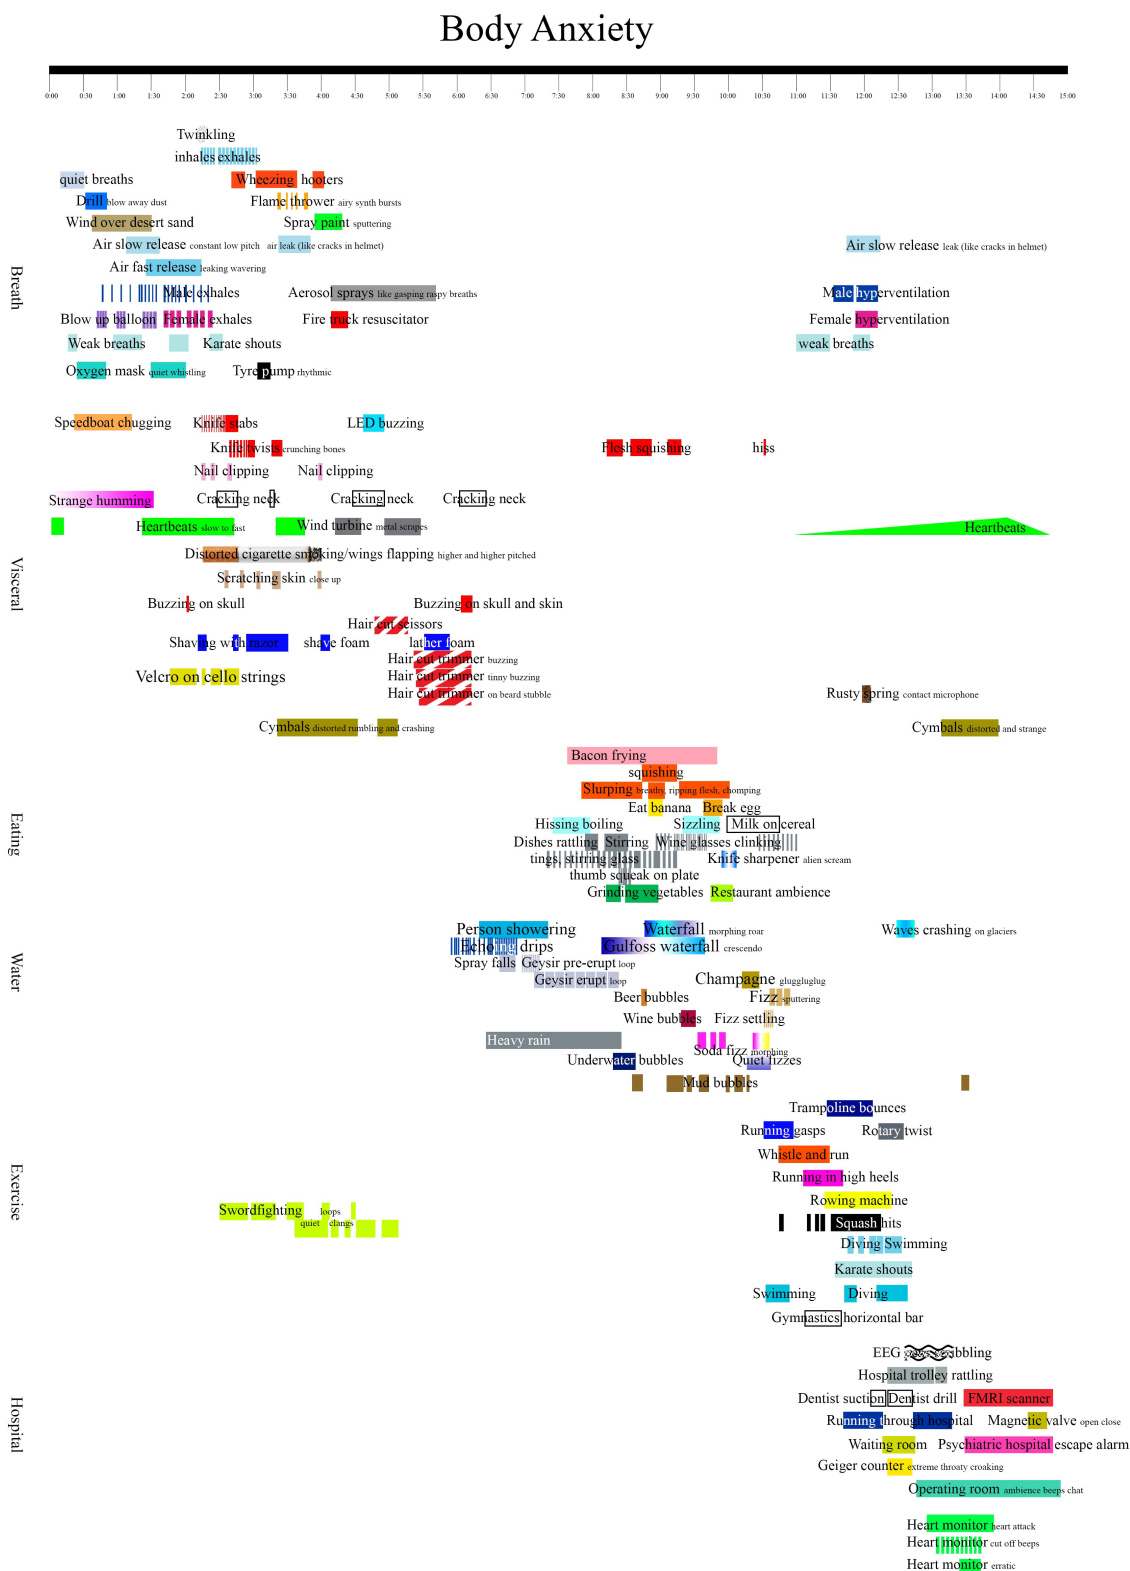 Body Anxiety
0:00 0:30 1:00 1:30 2:00 2:30 3:00 3:30 4:00 4:30 5:00 5:30 6:00 6:30 7:00 7:30 8:00 8:30 9:00 9:30 10:00 10:30 11:00 11:30 12:00 12:30 13:00 13:30 14:00 14:30 15:00
Breath
Twinkling
inhales exhales
quiet breaths Wheezing hooters
Drill blow away dust Flame thrower airy synth bursts
Wind over desert sand Spray paint sputtering
Air slow release constant low pitch air leak (like cracks in helmet) Air slow release leak (like cracks in helmet)
Air fast release leaking wavering
Male exhales Aerosol sprays like gasping raspy breaths Male hyperventilation
Blow up balloon Female exhales Fire truck resuscitator Female hyperventilation
Weak breaths Karate shouts weak breaths
Oxygen mask quiet whistling Tyre pump rhythmic
Visceral
Speedboat chugging Knife stabs LED buzzing
Knife twists crunching bones Flesh squishing hiss
Nail clipping Nail clipping
Strange humming Cracking neck Cracking neck Cracking neck
Heartbeats slow to fast Wind turbine metal scrapes Heartbeats
Distorted cigarette smoking/wings flapping higher and higher pitched
Scratching skin close up
Buzzing on skull Buzzing on skull and skin
Hair cut scissors
Shaving with razor shave foam lather foam
Hair cut trimmer buzzing
Velcro on cello strings Hair cut trimmer tinny buzzing
Hair cut trimmer on beard stubble Rusty spring contact microphone
Cymbals distorted rumbling and crashing Cymbals distorted and strange
Eating
Bacon frying
squishing
Slurping breathy, ripping flesh, chomping
Eat banana Break egg
Hissing boiling Sizzling Milk on cereal
Dishes rattling Stirring Wine glasses clinking
tings, stirring glass Knife sharpener alien scream
thumb squeak on plate
Grinding vegetables Restaurant ambience
Water
Person showering Waterfall morphing roar Waves crashing on glaciers
Echoing drips Gulfoss waterfall crescendo
Spray falls Geysir pre-erupt loop
Geysir erupt loop Champagne gluggluglug
Beer bubbles Fizz sputtering
Wine bubbles Fizz settling
Heavy rain
Soda fizz morphing
Underwater bubbles Quiet fizzes
Mud bubbles
Exercise
Trampoline bounces
Running gasps Rotary twist
Whistle and run
Running in high heels
Rowing machine
Swordfighting loops
quiet clangs Squash hits
Diving Swimming
Karate shouts
Swimming Diving
Gymnastics horizontal bar
Hospital
EEG scribbling
Hospital trolley rattling
Dentist suction Dentist drill FMRI scanner
Running through hospital Magnetic valve open close
Waiting room Psychiatric hospital escape alarm
Geiger counter extreme throaty croaking
Operating room ambience beeps chat
Heart monitor heart attack
Heart monitor cut off beeps
Heart monitor erratic